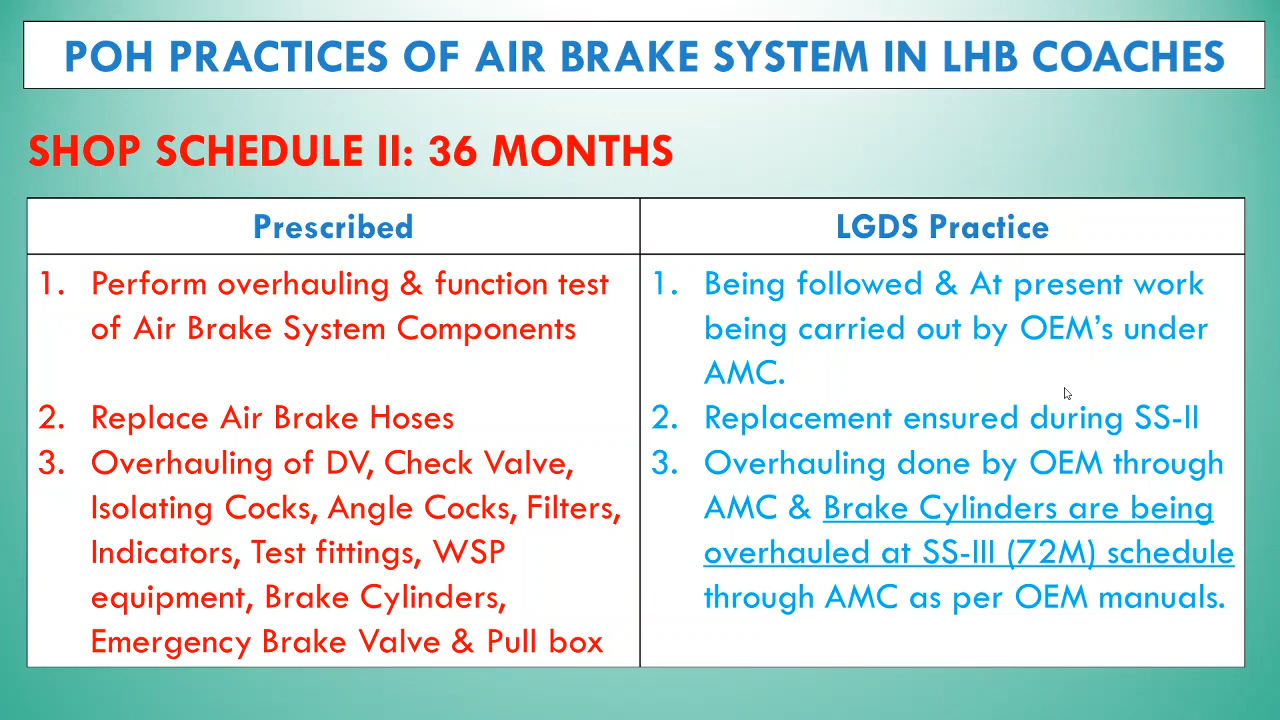 POH PRACTICES OF AIR BRAKE SYSTEM IN LHB COACHES
SHOP SCHEDULE II: 36 MONTHS
Prescribed
1. Perform overhauling & function test
of Air Brake System Components
2. Replace Air Brake Hoses
3. Overhauling of DV, Check Valve,
Isolating Cocks, Angle Cocks, Filters,
Indicators, Test fittings, WSP
equipment, Brake Cylinders,
Emergency Brake Valve & Pull box
LGDS Practice
1. Being followed & At present work
being carried out by OEM’s under
AMC.
2. Replacement ensured during SS-II
3. Overhauling done by OEM through
AMC & Brake Cylinders are being
overhauled at SS-III (72M) schedule
through AMC as per OEM manuals.